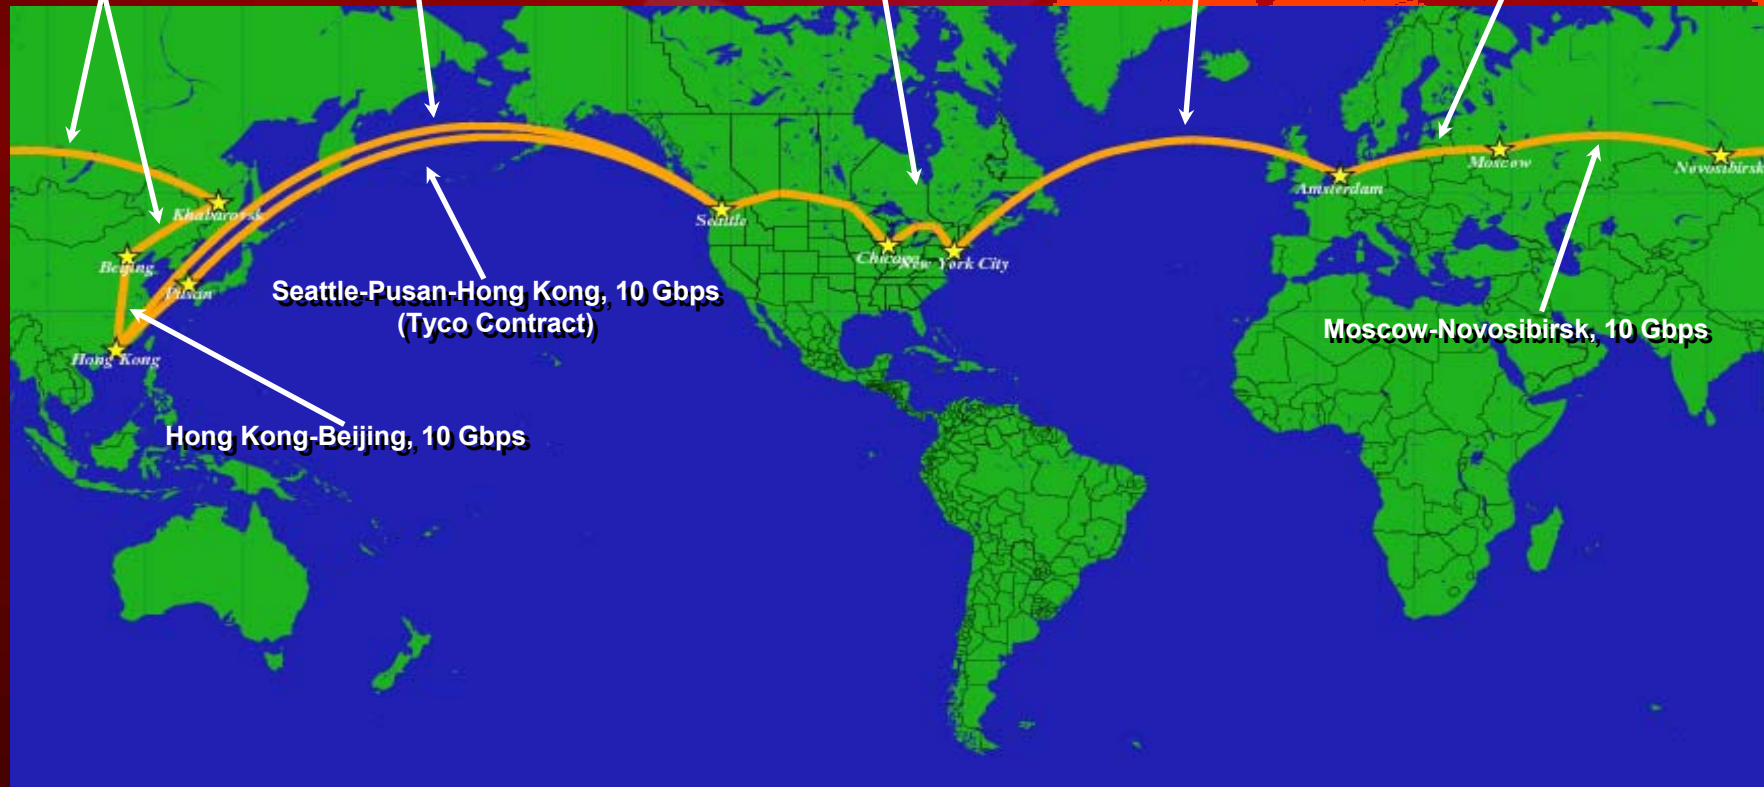 Moscow
Novosibirsk
Amsterdam
Khabarovsk
Seattle
Chicago
New York City
Beijing
Pusan
Seattle-Pusan-Hong Kong, 10 Gbps
(Tyco Contract)
Moscow-Novosibirsk, 10 Gbps
Hong Kong
Hong Kong-Beijing, 10 Gbps